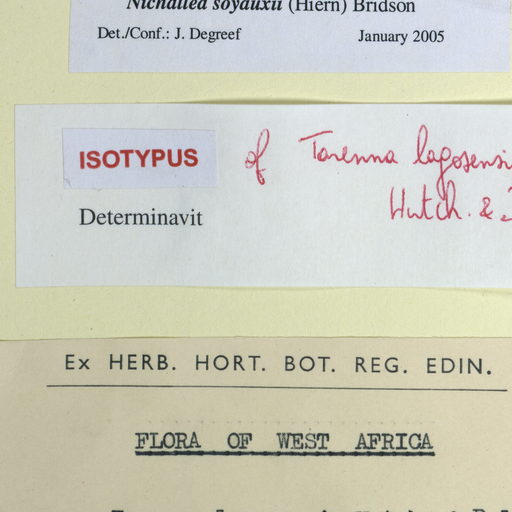 Nichallea soyauxii (Hiern) Bridson
Det./Conf.: J. Degreef January 2005
ISOTYPUS of Tarenna lagosensi
Hutch. &
Determinavit
Ex HERB. HORT. BOT. REG. EDIN.
FLORA OF WEST AFRICA